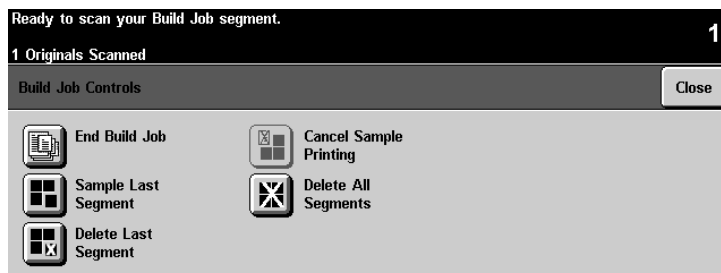 Ready to scan your Build Job segment.
1
1 Originals Scanned
Build Job Controls
Close
End Build Job
Cancel Sample
Printing
Sample Last
Segment
Delete All
Segments
Delete Last
Segment